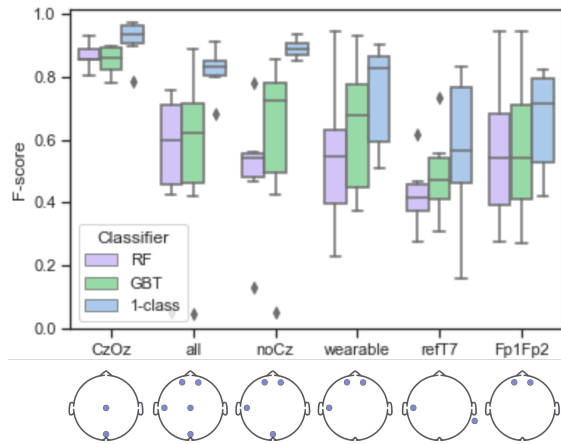 1.0
0.8
0.6
0.4
0.2
0.0
F-score
Classifier
RF
GBT
1-class
CzOz all noCz wearable refT7 Fp1Fp2